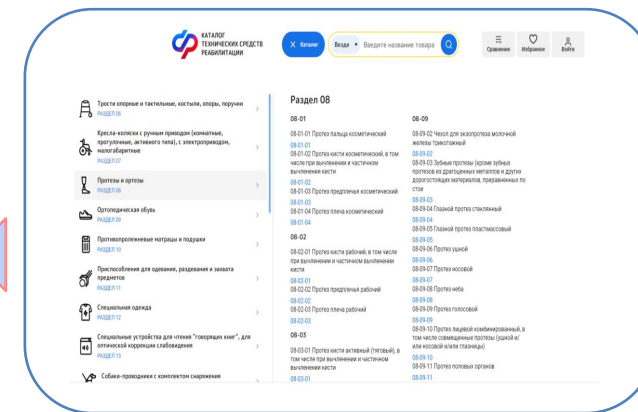 КАТАЛОГ
ТЕХНИЧЕСКИХ СРЕДСТВ
РЕАБИЛИТАЦИИ
X Каталог
Везде
Введите название товара
Сравнение
Избранное
Войти
Трости опорные и тактильные, костыли, опоры, поручни
РАЗДЕЛ 06
Кресла-коляски с ручным приводом (комнатные,
прогулочные, активного типа), с электроприводом,
малогабаритные
РАЗДЕЛ 07
Протезы и ортезы
РАЗДЕЛ 08
Ортопедическая обувь
РАЗДЕЛ 09
Противопролежневые матрацы и подушки
РАЗДЕЛ 10
Приспособления для одевания, раздевания и захвата
предметов
РАЗДЕЛ 11
Специальная одежда
РАЗДЕЛ 12
Специальные устройства для чтения "говорящих книг", для
оптической коррекции слабовидения
РАЗДЕЛ 13
Собаки-проводники с комплектом снаряжения
Раздел 08
08-01
08-01-01 Протез пальца косметический
08-01-01
08-01-02 Протез кисти косметический, в том
числе при вычленении и частичном
вычленении кисти
08-01-02
08-01-03 Протез предплечья косметический
08-01-03
08-01-04 Протез плеча косметический
08-01-04
08-02
08-02-01 Протез кисти рабочий, в том числе
при вычленении и частичном вычленении
кисти
08-02-01
08-02-02 Протез предплечья рабочий
08-02-02
08-02-03 Протез плеча рабочий
08-02-03
08-03
08-03-01 Протез кисти активный (тяговый), в
том числе при вычленении и частичном
вычленении кисти
08-03-01
08-09
08-09-02 Чехол для экзопротеза молочной
железы трикотажный
08-09-02
08-09-03 Зубные протезы (кроме зубных
протезов из драгоценных металлов и других
дорогостоящих материалов, приравненных по
стои
08-09-03
08-09-04 Глазной протез стеклянный
08-09-04
08-09-05 Глазной протез пластмассовый
08-09-05
08-09-06 Протез ушной
08-09-06
08-09-07 Протез носовой
08-09-07
08-09-08 Протез неба
08-09-08
08-09-09 Протез голосовой
08-09-09
08-09-10 Протез лицевой комбинированный, в
том числе совмещенные протезы (ушной и/
или носовой и/или глазницы)
08-09-10
08-09-11 Протез половых органов
08-09-11